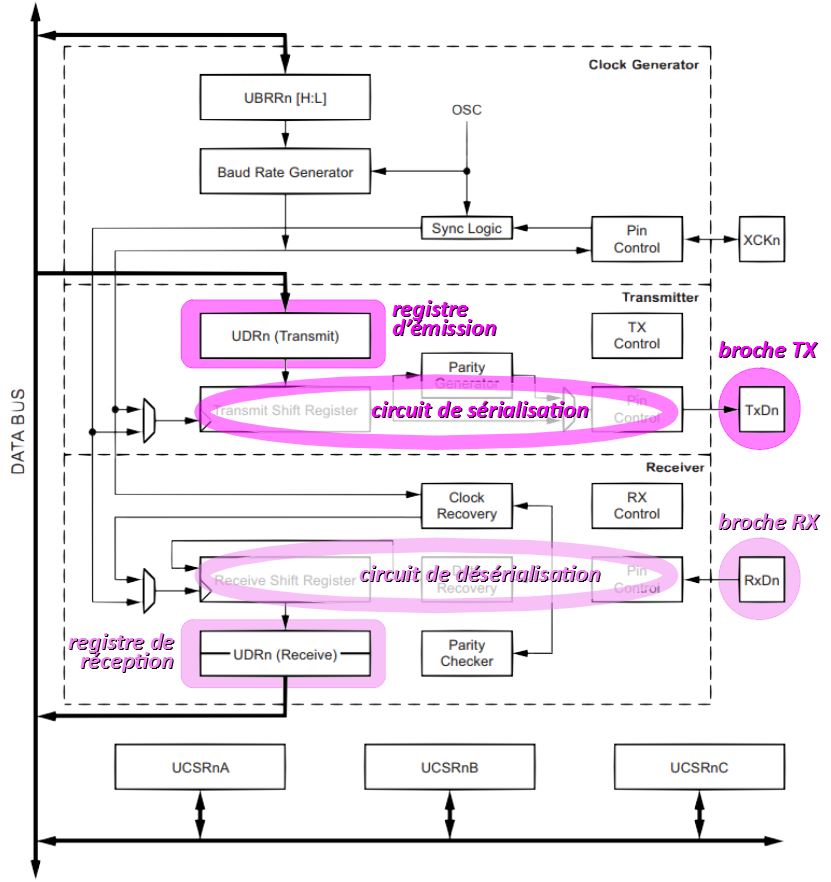 Clock Generator
UBRRn [H:L]
OSC
Baud Rate Generator
Sync Logic
Pin
Control
XCKn
Transmitter
registre
d'émission
UDRn (Transmit)
TX
Control
broche TX
Parity
Generator
Transmit Shift Register
circuit de sérialisation
Pin
Control
TxDn
DATA BUS
Receiver
Clock
Recovery
RX
Control
broche RX
Receive Shift Register
circuit de désérialisation
Recovery
Pin
Control
RxDn
registre de
réception
UDRn (Receive)
Parity
Checker
UCSRnA
UCSRnB
UCSRnC